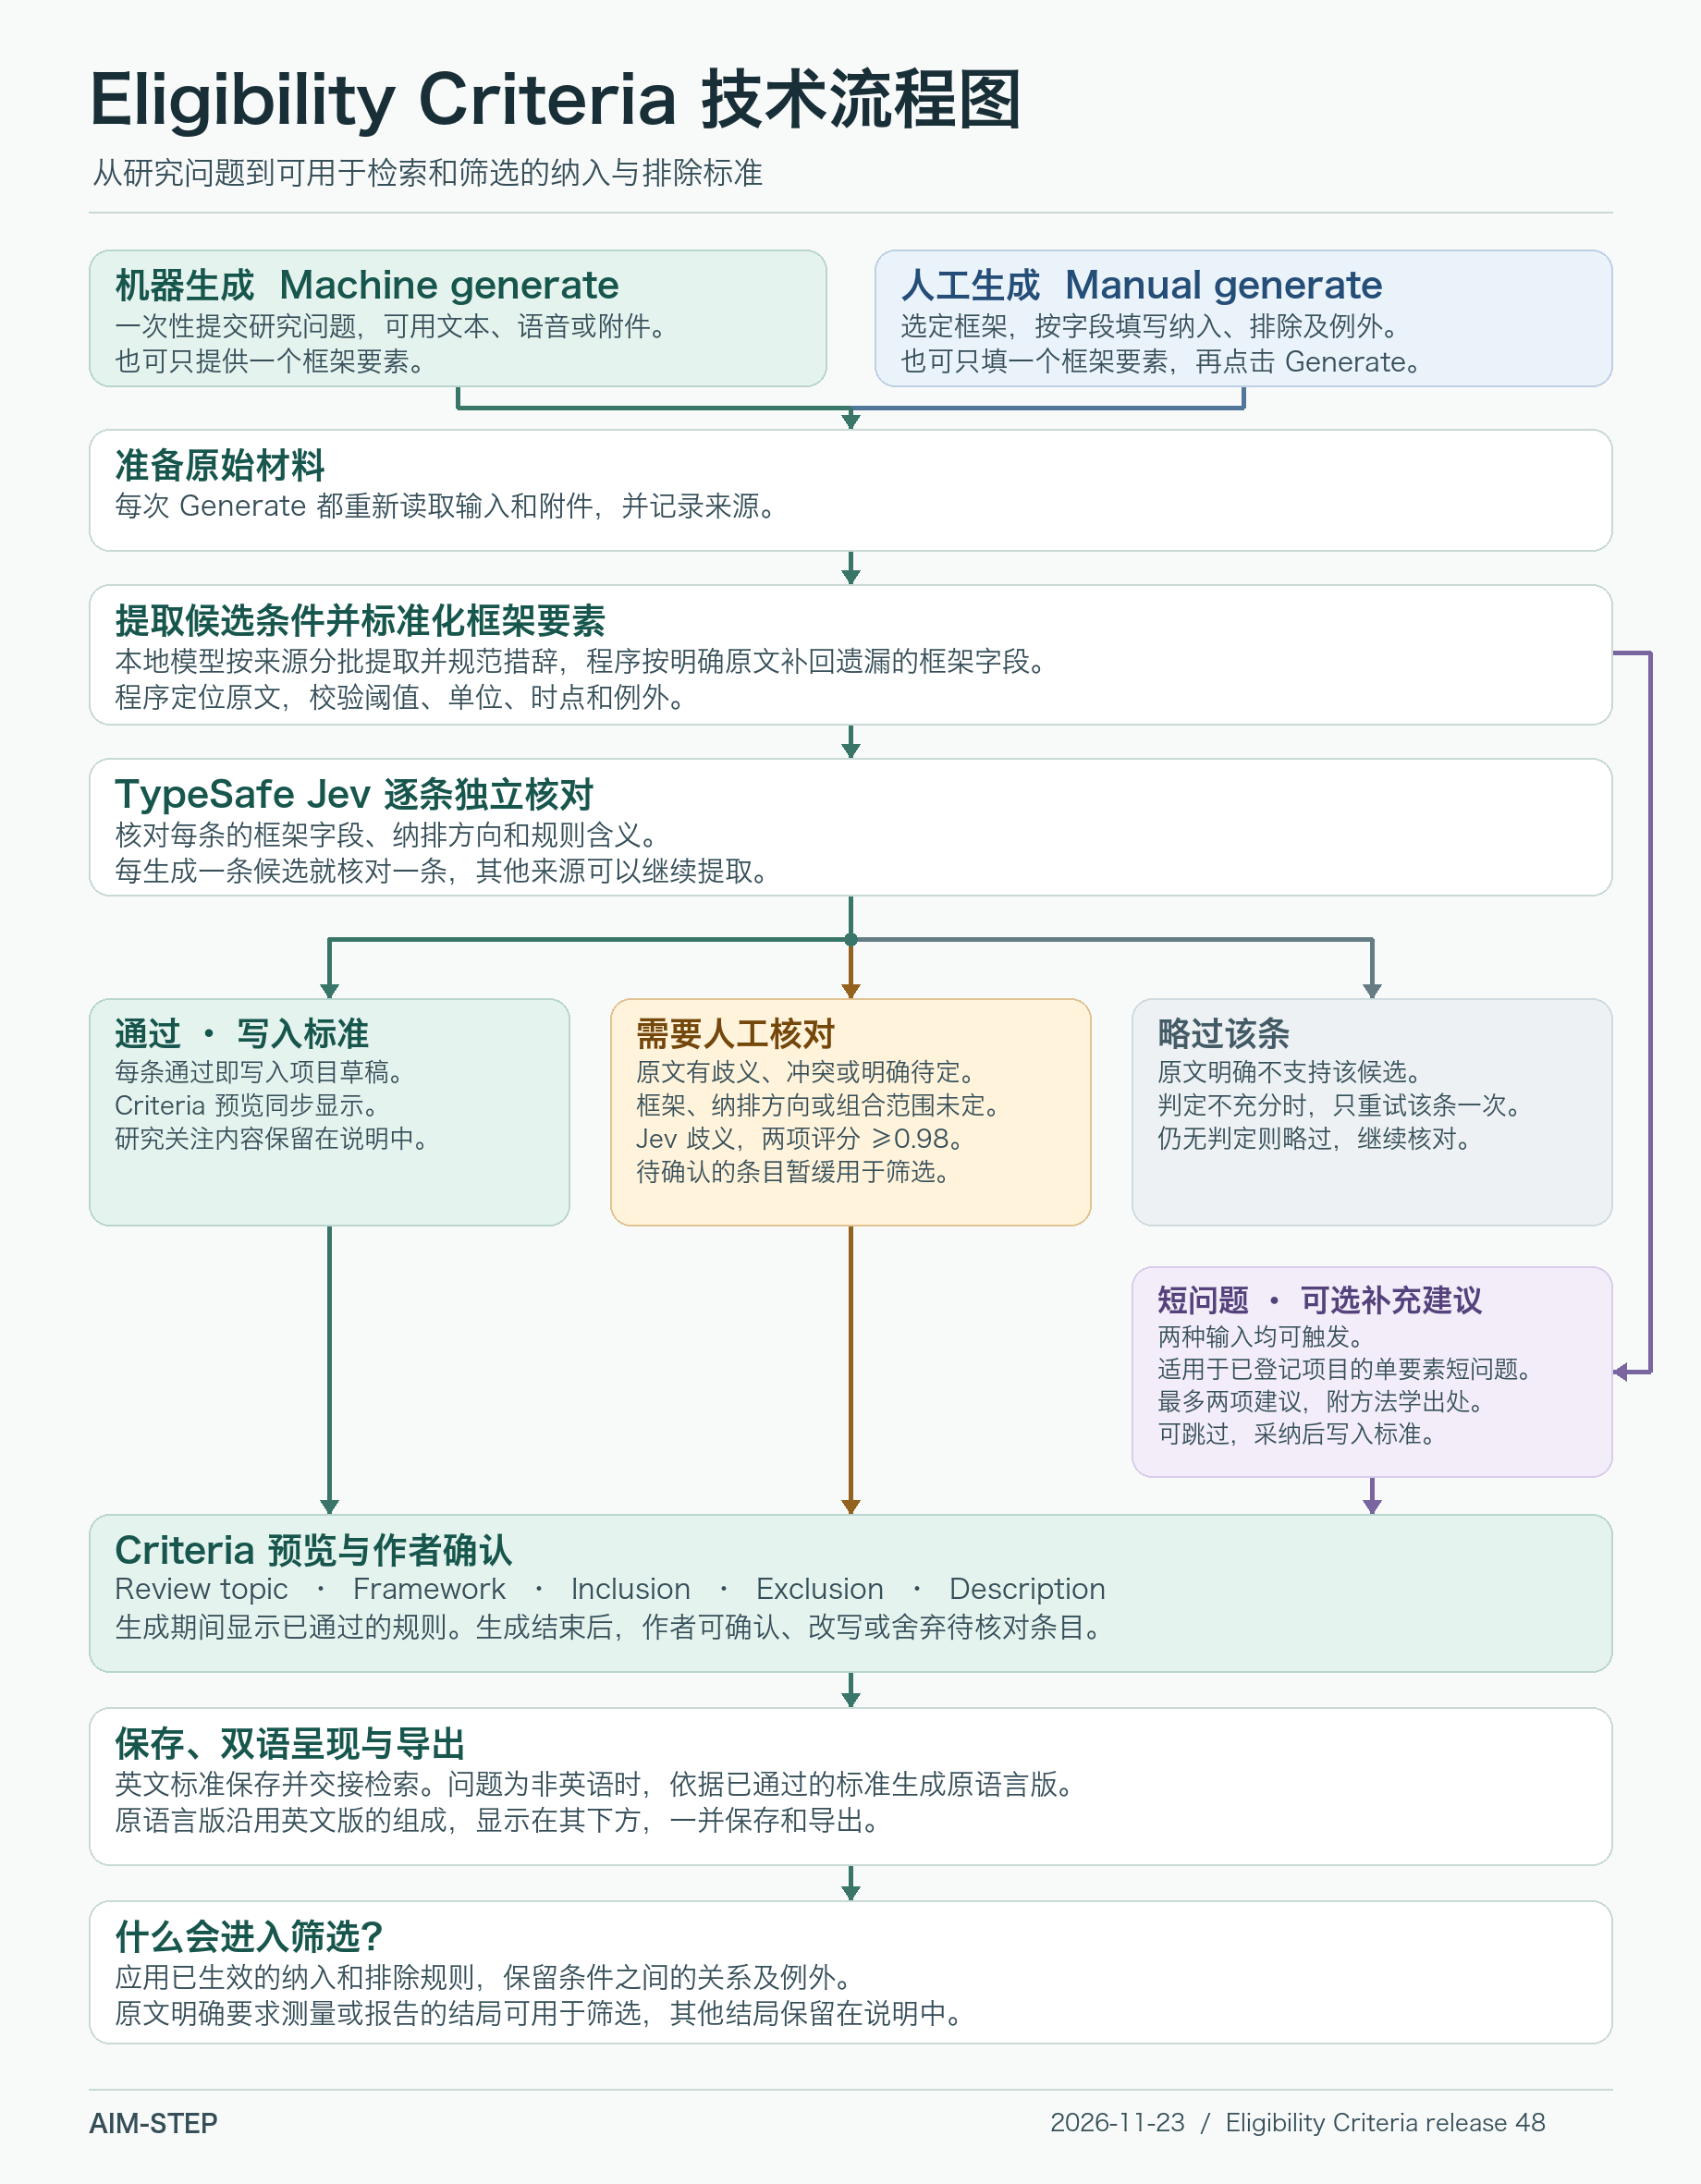 Eligibility Criteria 技术流程图
从研究问题到可用于检索和筛选的纳入与排除标准
机器生成 Machine generate
一次性提交研究问题，可用文本、语音或附件。
也可只提供一个框架要素。
人工生成 Manual generate
选定框架，按字段填写纳入、排除及例外。
也可只填一个框架要素，再点击 Generate。
准备原始材料
每次 Generate 都重新读取输入和附件，并记录来源。
提取候选条件并标准化框架要素
本地模型按来源分批提取并规范措辞，程序按明确原文补回遗漏的框架字段。
程序定位原文，校验阈值、单位、时点和例外。
TypeSafe Jev 逐条独立核对
核对每条的框架字段、纳排方向和规则含义。
每生成一条候选就核对一条，其他来源可以继续提取。
通过 · 写入标准
每条通过即写入项目草稿。
Criteria 预览同步显示。
研究关注内容保留在说明中。
需要人工核对
原文有歧义、冲突或明确待定。
框架、纳排方向或组合范围未定。
Jev 歧义，两项评分 ≥0.98。
待确认的条目暂缓用于筛选。
略过该条
原文明确不支持该候选。
判定不充分时，只重试该条一次。
仍无判定则略过，继续核对。
短问题 · 可选补充建议
两种输入均可触发。
适用于已登记项目的单要素短问题。
最多两项建议，附方法学出处。
可跳过，采纳后写入标准。
Criteria 预览与作者确认
Review topic · Framework · Inclusion · Exclusion · Description
生成期间显示已通过的规则。生成结束后，作者可确认、改写或舍弃待核对条目。
保存、双语呈现与导出
英文标准保存并交接检索。问题为非英语时，依据已通过的标准生成原语言版。
原语言版沿用英文版的组成，显示在其下方，一并保存和导出。
什么会进入筛选？
应用已生效的纳入和排除规则，保留条件之间的关系及例外。
原文明确要求测量或报告的结局可用于筛选，其他结局保留在说明中。
AIM-STEP
2026-11-23 / Eligibility Criteria release 48